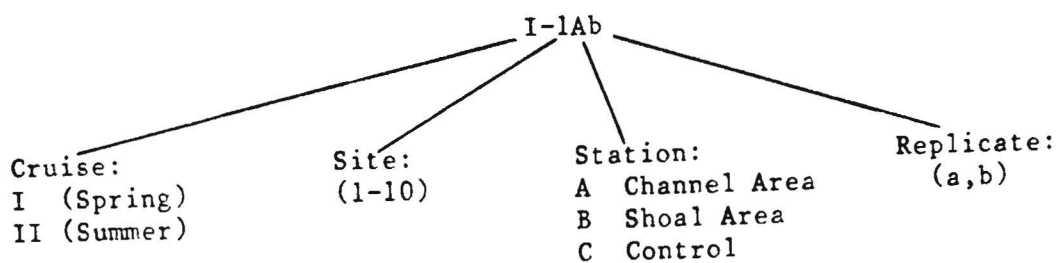 I-1Ab
Cruise:
I (Spring)
II (Summer)
Site:
(1-10)
Station:
A Channel Area
B Shoal Area
C Control
Replicate:
(a,b)